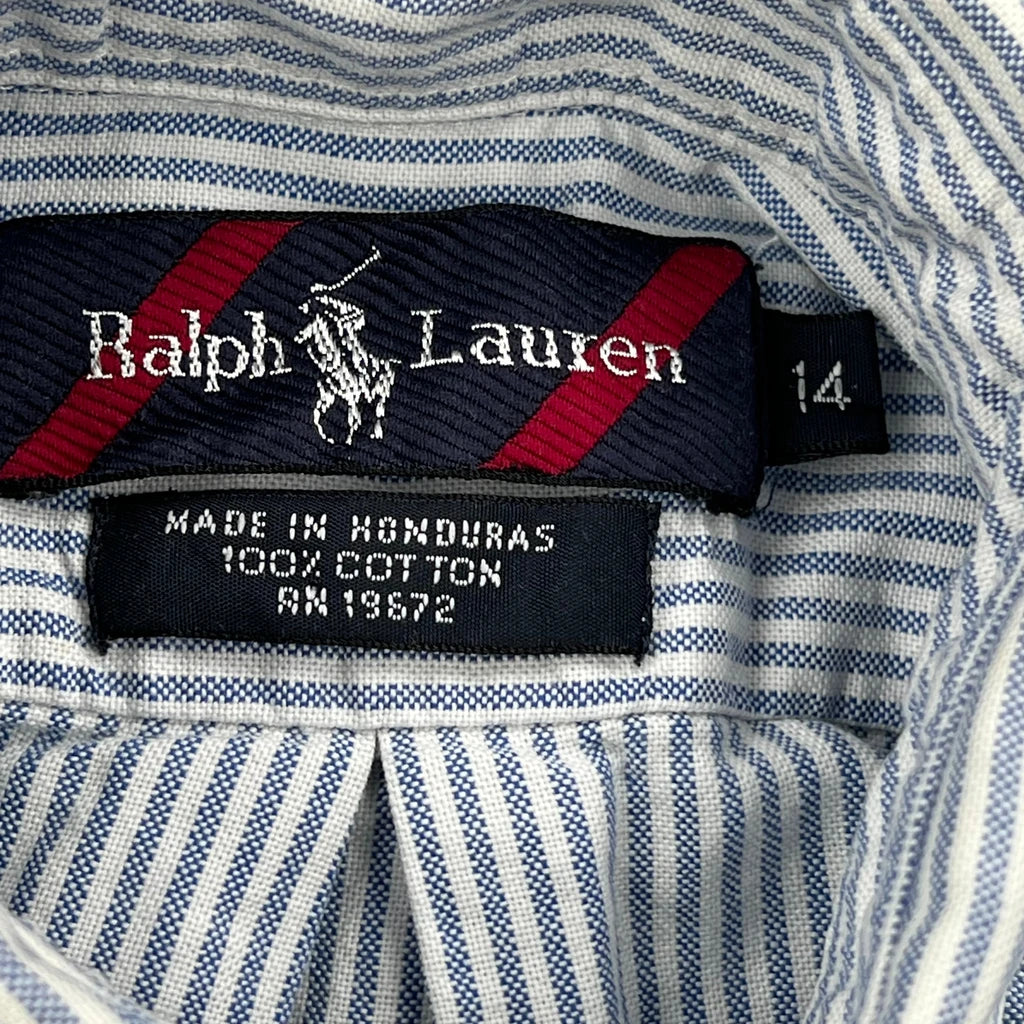 Ralph Lauren
14
MADE IN HONDURAS
100% COTTON
RN 19672